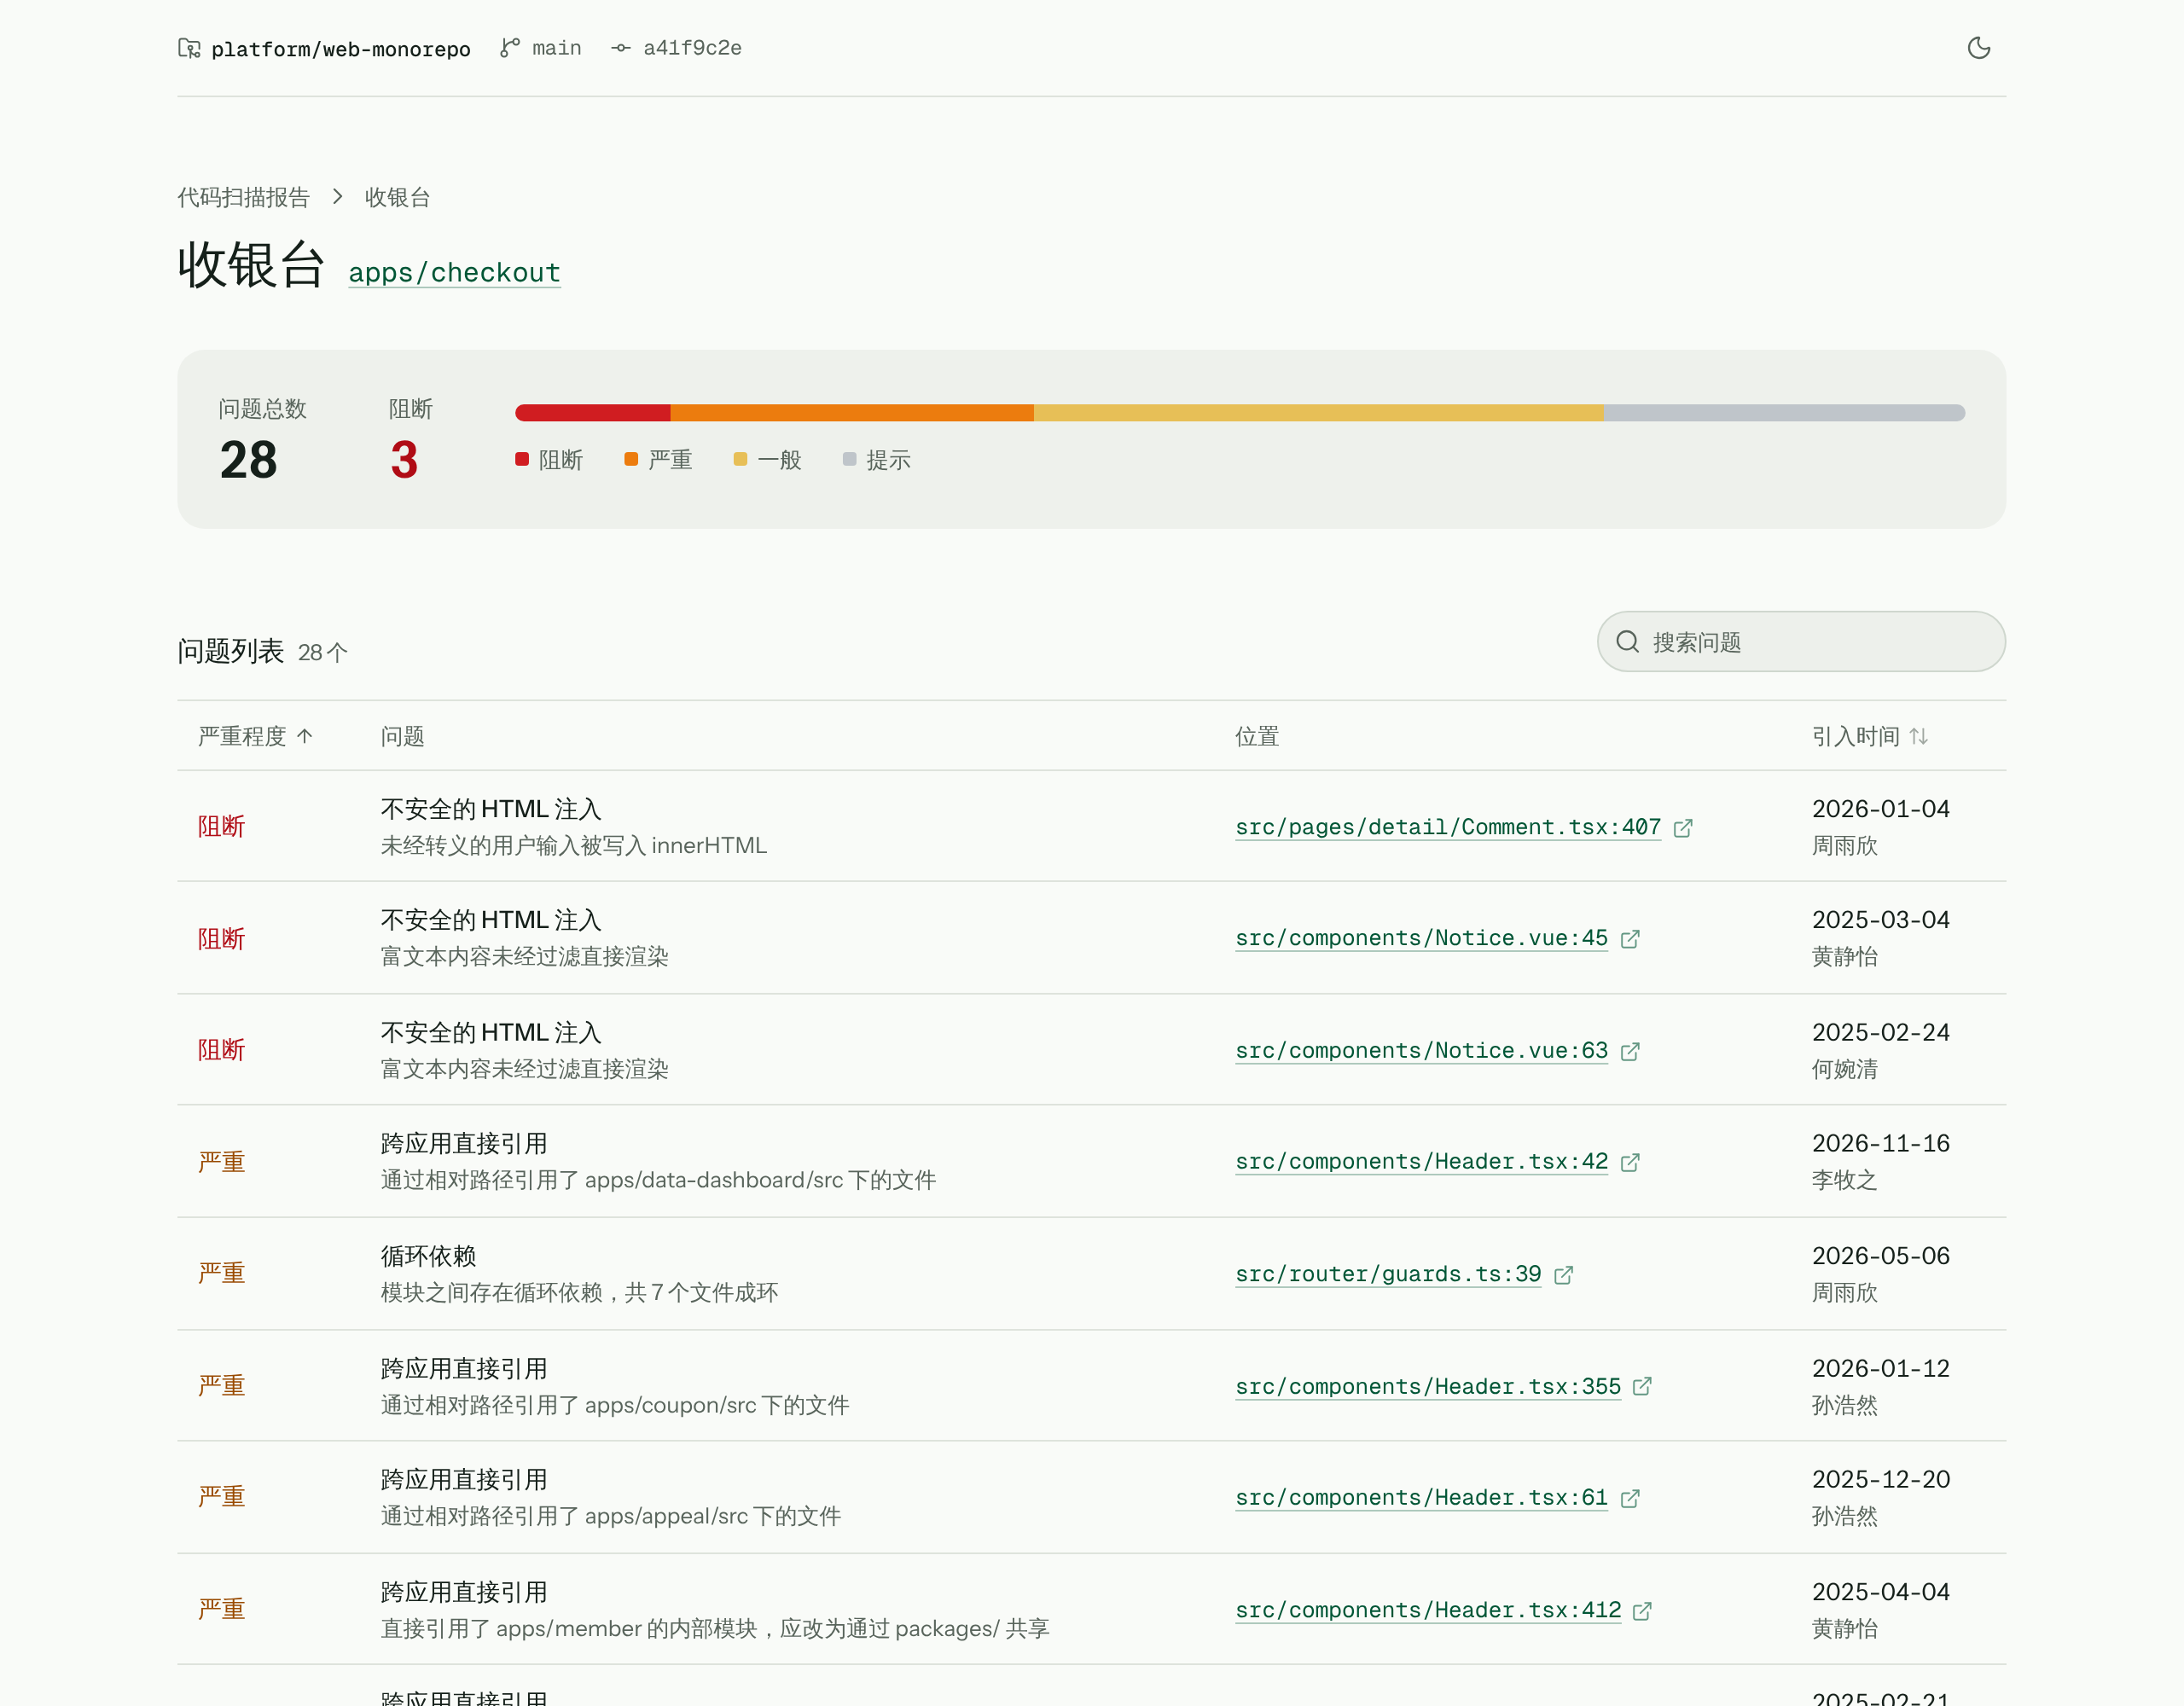 platform/web-monorepo main a41f9c2e
代码扫描报告 收银台
收银台 apps/checkout
问题总数 阻断
28 3
阻断 严重 一般 提示
问题列表 28 个
搜索问题
严重程度 问题 位置 引入时间
阻断
不安全的 HTML 注入
未经转义的用户输入被写入 innerHTML
src/pages/detail/Comment.tsx:407
2026-01-04
周雨欣
阻断
不安全的 HTML 注入
富文本内容未经过滤直接渲染
src/components/Notice.vue:45
2025-03-04
黄静怡
阻断
不安全的 HTML 注入
富文本内容未经过滤直接渲染
src/components/Notice.vue:63
2025-02-24
何婉清
严重
跨应用直接引用
通过相对路径引用了 apps/data-dashboard/src 下的文件
src/components/Header.tsx:42
2026-11-16
李牧之
严重
循环依赖
模块之间存在循环依赖，共 7 个文件成环
src/router/guards.ts:39
2026-05-06
周雨欣
严重
跨应用直接引用
通过相对路径引用了 apps/coupon/src 下的文件
src/components/Header.tsx:355
2026-01-12
孙浩然
严重
跨应用直接引用
通过相对路径引用了 apps/appeal/src 下的文件
src/components/Header.tsx:61
2025-12-20
孙浩然
严重
跨应用直接引用
直接引用了 apps/member 的内部模块，应改为通过 packages/ 共享
src/components/Header.tsx:412
2025-04-04
黄静怡
跨应用直接引用
2025-02-21